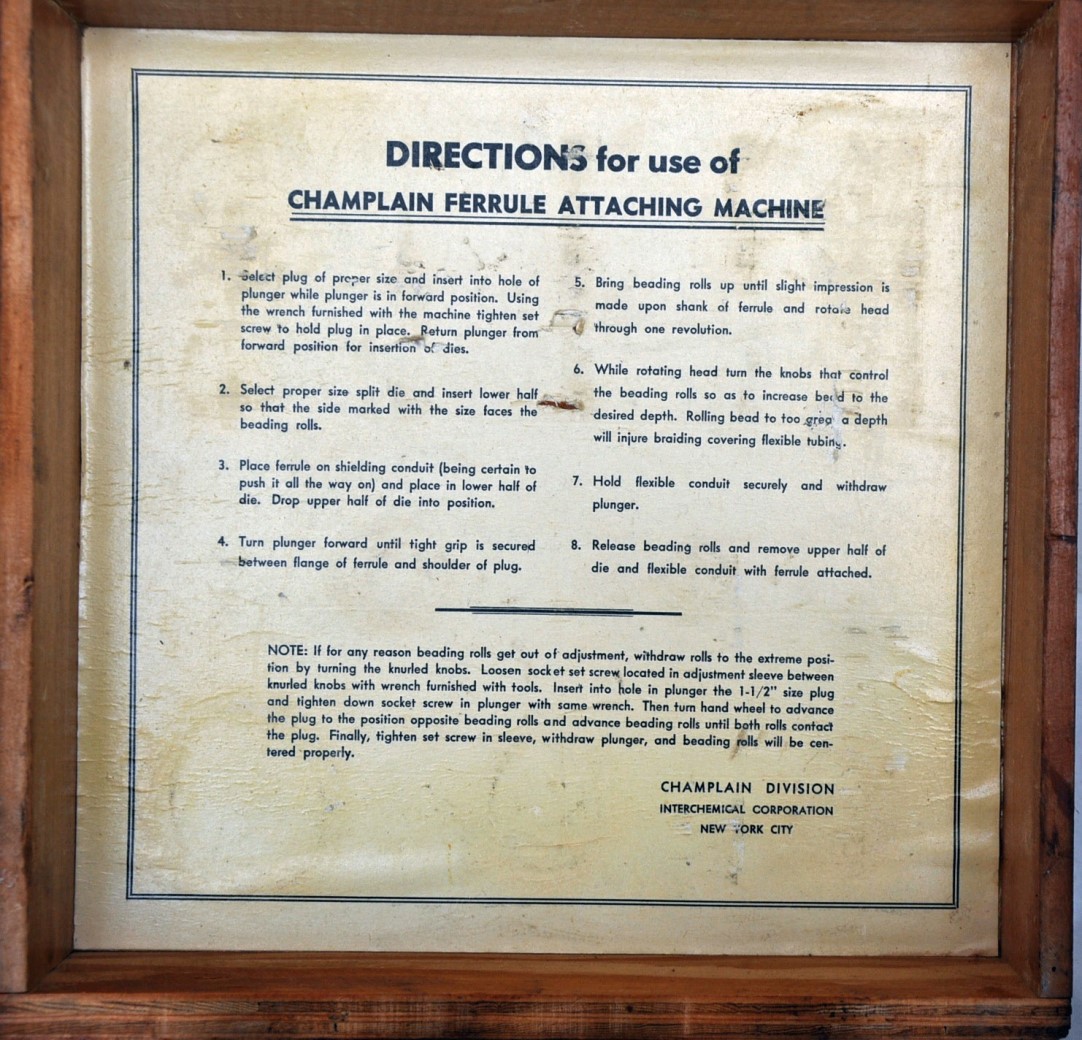 DIRECTIONS for use of
CHAMPLAIN FERRULE ATTACHING MACHINE
1. Select plug of proper size and insert into hole of
plunger while plunger is in forward position. Using
the wrench furnished with the machine tighten set
screw to hold plug in place. Return plunger from
forward position for insertion of dies.
2. Select proper size split die and insert lower half
so that the side marked with the size faces the
beading rolls.
3. Place ferrule on shielding conduit (being certain to
push it all the way on) and place in lower half of
die. Drop upper half of die into position.
4. Turn plunger forward until tight grip is secured
between flange of ferrule and shoulder of plug.
5. Bring beading rolls up until slight impression is
made upon shank of ferrule and rotate head
through one revolution.
6. While rotating head turn the knobs that control
the beading rolls so as to increase bead to the
desired depth. Rolling bead to too great a depth
will injure braiding covering flexible tubing.
7. Hold flexible conduit securely and withdraw
plunger.
8. Release beading rolls and remove upper half of
die and flexible conduit with ferrule attached.
NOTE: If for any reason beading rolls get out of adjustment, withdraw rolls to the extreme posi-
tion by turning the knurled knobs. Loosen socket set screw located in adjustment sleeve between
knurled knobs with wrench furnished with tools. Insert into hole in plunger the 1-1/2" size plug
and tighten down socket screw in plunger with same wrench. Then turn hand wheel to advance
the plug to the position opposite beading rolls and advance beading rolls until both rolls contact
the plug. Finally, tighten set screw in sleeve, withdraw plunger, and beading rolls will be cen-
tered properly.
CHAMPLAIN DIVISION
INTERCHEMICAL CORPORATION
NEW YORK CITY